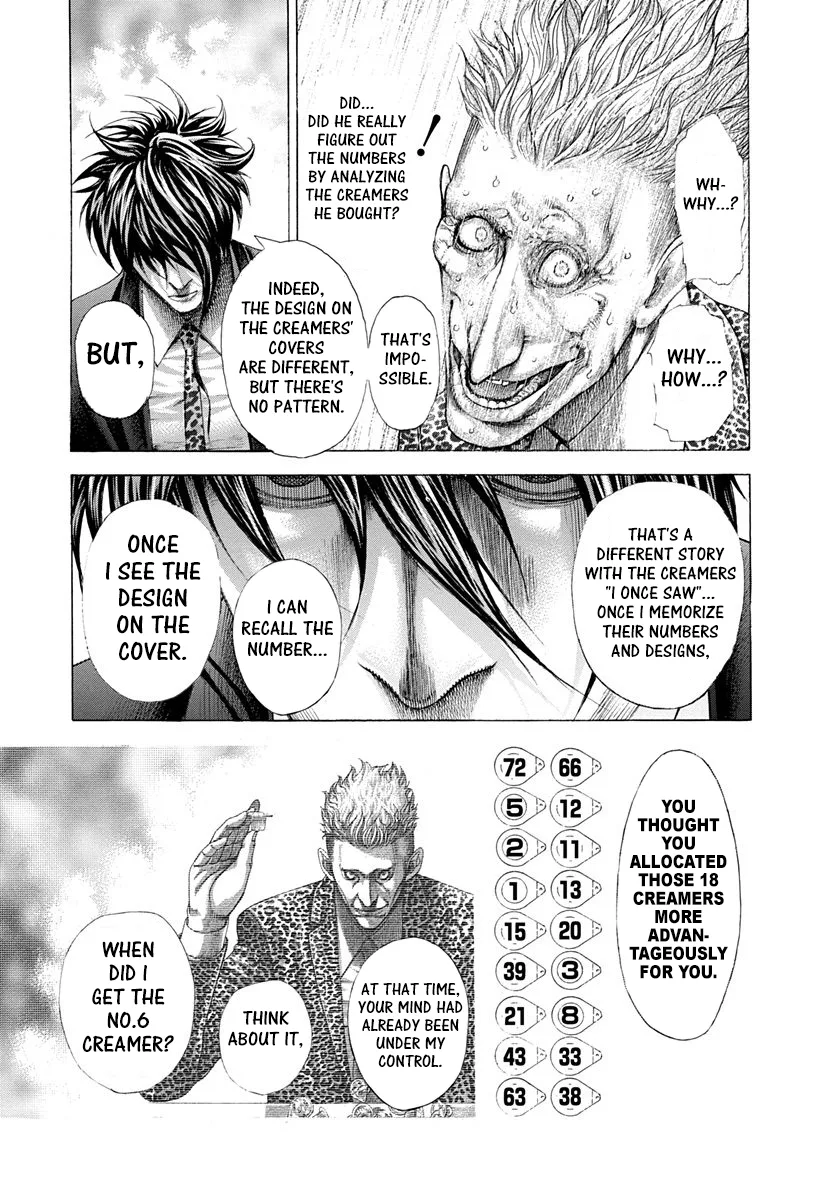 WH-
WHY...?
WHY...
HOW...?
!
DID...
DID HE REALLY
FIGURE OUT
THE NUMBERS
BY ANALYZING
THE CREAMERS
HE BOUGHT?
THAT'S
IMPO-
SSIBLE.
INDEED,
THE DESIGN ON
THE CREAMERS'
COVERS
ARE DIFFERENT,
BUT THERE'S
NO PATTERN.
BUT,
THAT'S A
DIFFERENT STORY
WITH THE CREAMERS
"I ONCE SAW"...
ONCE I MEMORIZE
THEIR NUMBERS
AND DESIGNS,
I CAN
RECALL THE
NUMBER...
ONCE
I SEE THE
DESIGN
ON THE
COVER.
YOU
THOUGHT
YOU
ALLOCATED
THOSE 18
CREAMERS
MORE
ADVAN-
TAGEOUSLY
FOR YOU.
72 66
5 12
2 11
1 13
15 20
39 3
21 8
43 33
63 38
AT THAT TIME,
YOUR MIND HAD
ALREADY BEEN
UNDER MY
CONTROL.
THINK
ABOUT IT,
WHEN
DID I
GET THE
NO.6
CREAMER?